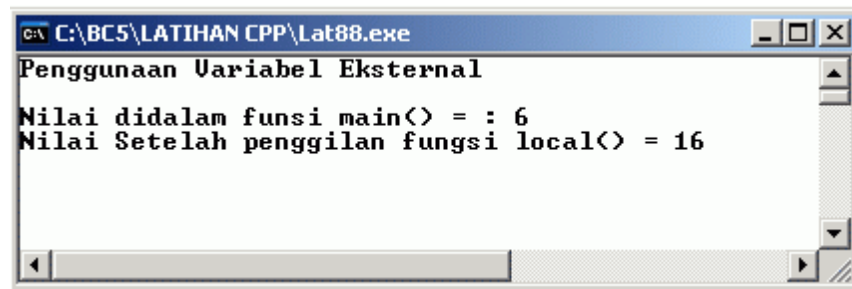 C:\BC5\LATIHAN CPP\Lat88.exe
Penggunaan Variabel Eksternal
Nilai didalam funsi main() = : 6
Nilai Setelah penggilan fungsi local() = 16